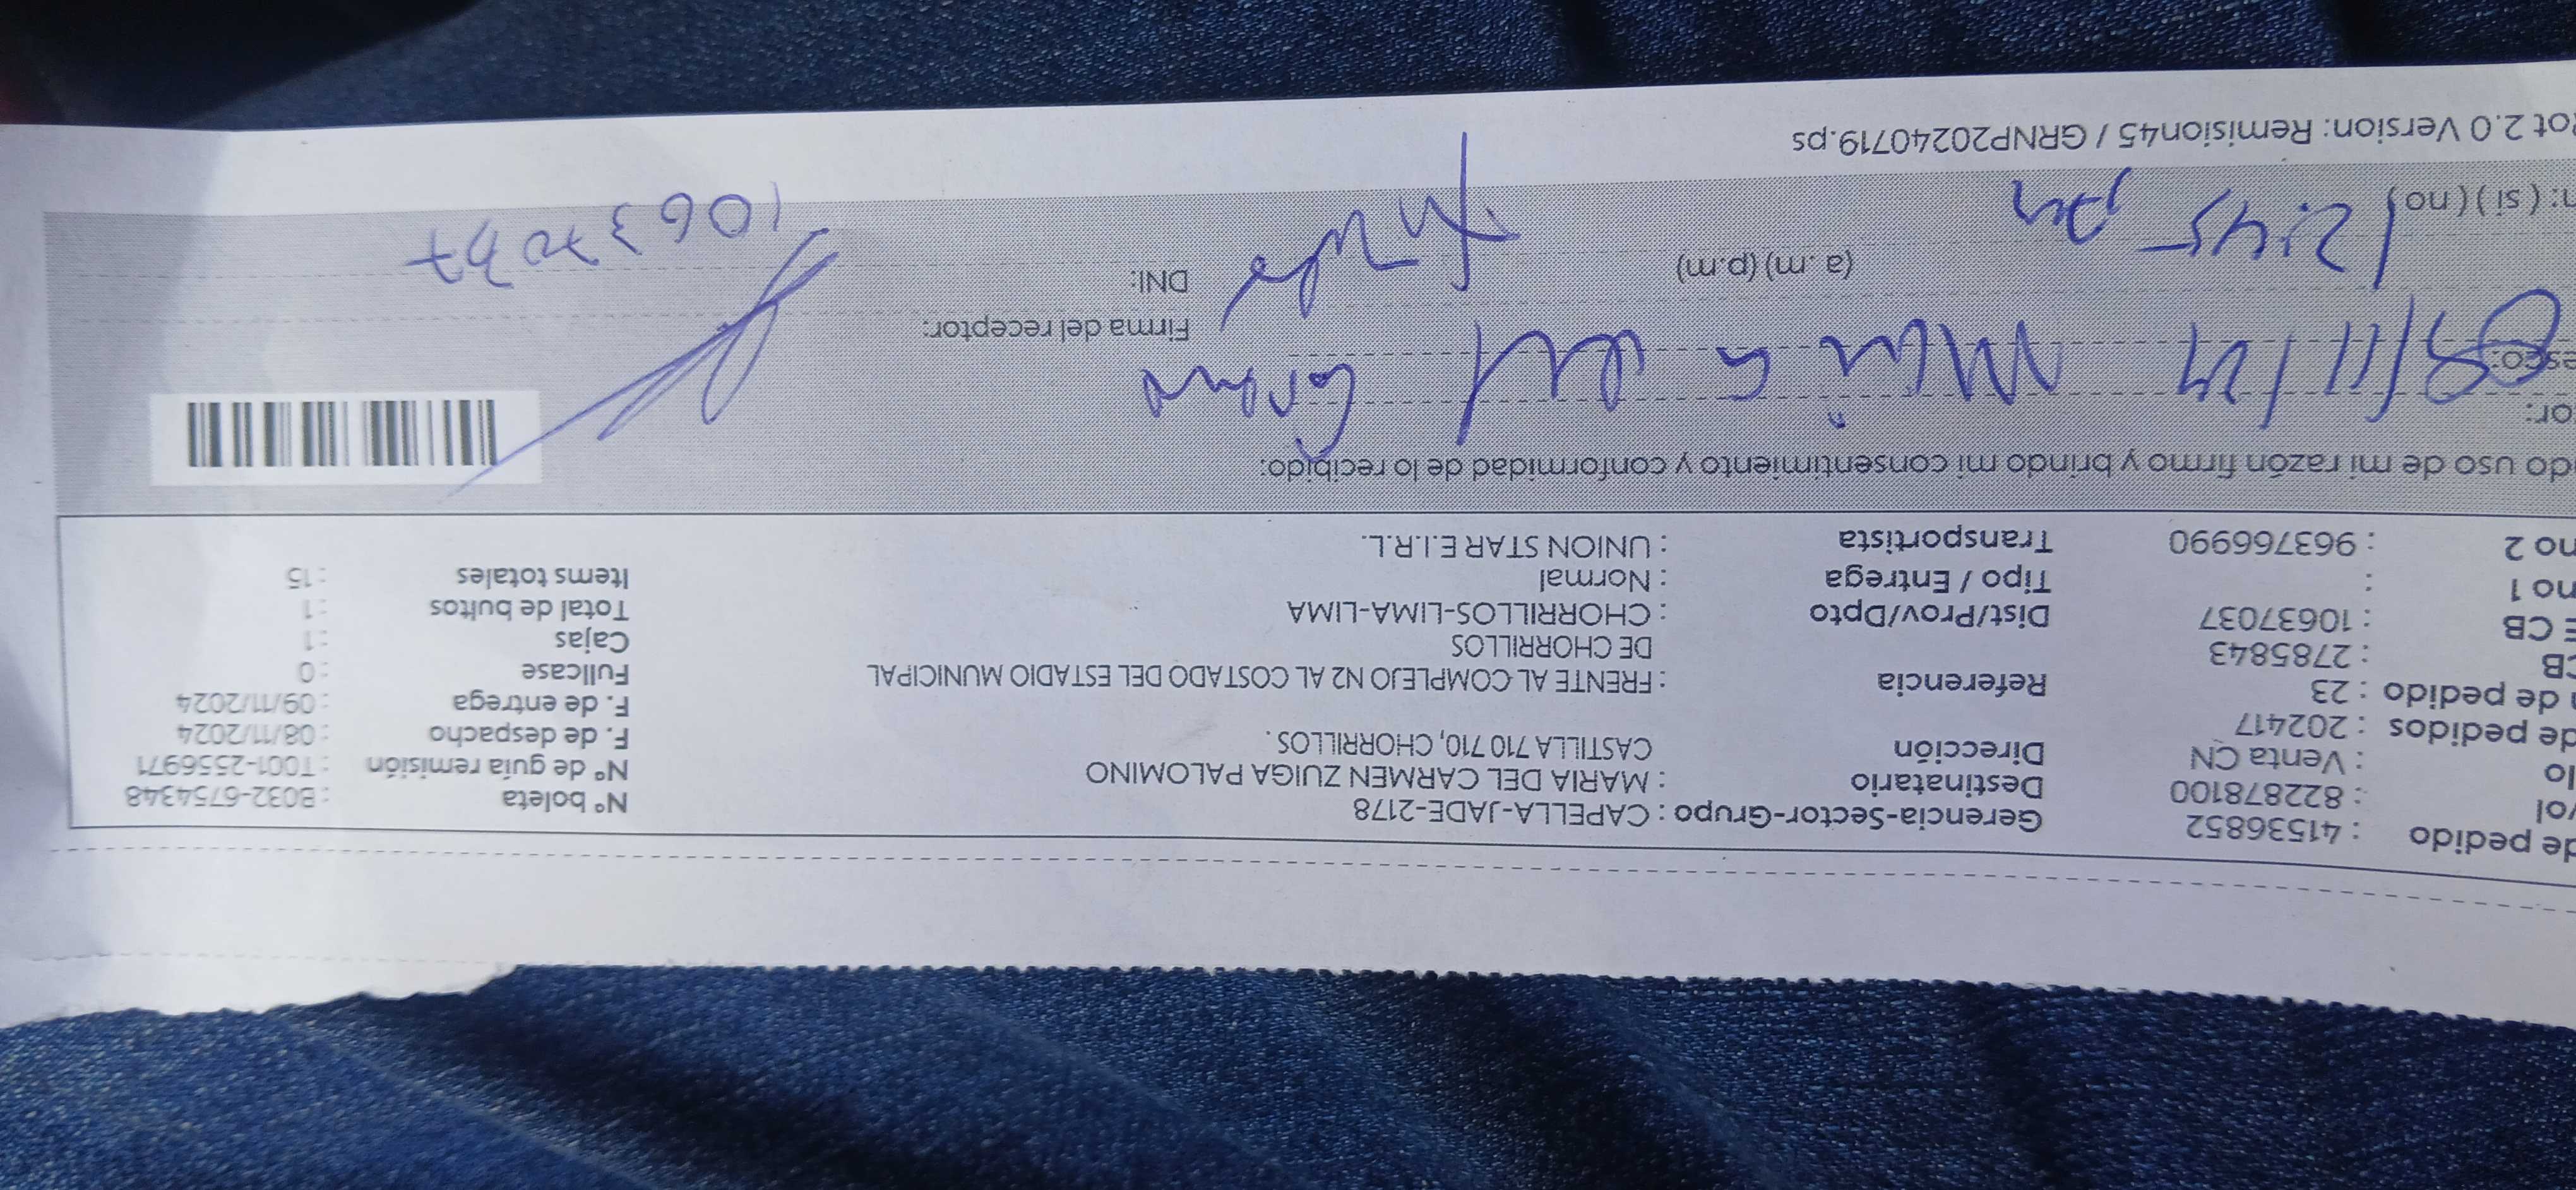 de pedido : 41536852 Gerencia-Sector-Grupo : CAPELLA-JADE-2178 N° boleta : B032-6754348
vol : 822878100 Destinatario : MARIA DEL CARMEN ZUIGA PALOMINO N° de guía remisión : T001-2556971
lo : Venta CN Dirección CASTILLA 710 710, CHORRILLOS . F. de despacho : 08/11/2024
de pedidos : 202417 F. de entrega : 09/11/2024
n de pedido : 23 Referencia : FRENTE AL COMPLEJO N2 AL COSTADO DEL ESTADIO MUNICIPAL Fullcase : 0
CB : 2785843 DE CHORRILLOS Cajas : 1
E CB : 10637037 Dist/Prov/Dpto : CHORRILLOS-LIMA-LIMA Total de bultos : 1
no 1 : Tipo / Entrega : Normal Items totales : 15
no 2 : 963766990 Transportista : UNION STAR E.I.R.L.
do uso de mi razón firmo y brindo mi consentimiento y conformidad de lo recibido:
or:
8/11/24 Maria del Carmen
Firma del receptor:
12:45 pm (a .m) (p.m) DNI: 10637037
n: ( si ) ( no )
rot 2.0 Version: Remision45 / GRNP20240719.ps